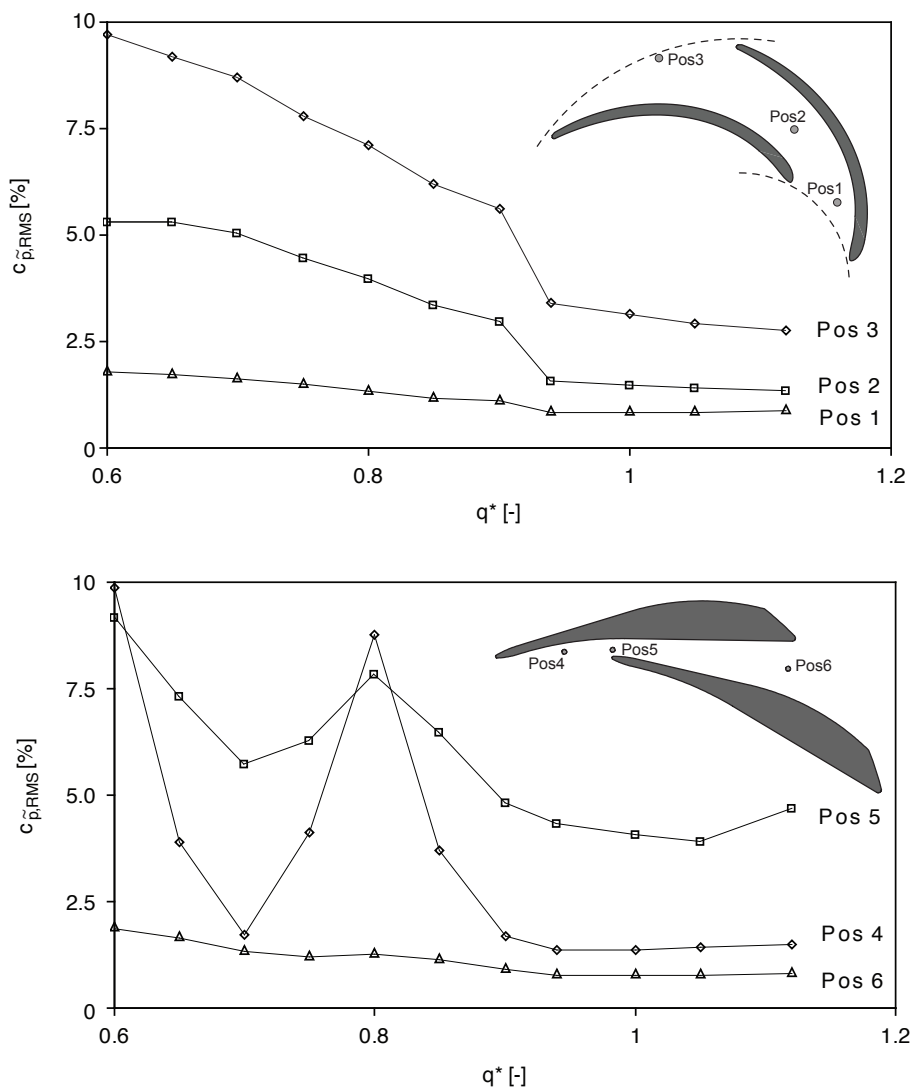 10
7.5
5.0
2.5
0
0.6
0.8
1
1.2
c p̃,RMS [%]
q* [-]
Pos3
Pos2
Pos1
Pos 3
Pos 2
Pos 1
10
7.5
5.0
2.5
0
0.6
0.8
1
1.2
c p̃,RMS [%]
q* [-]
Pos4
Pos5
Pos6
Pos 5
Pos 4
Pos 6